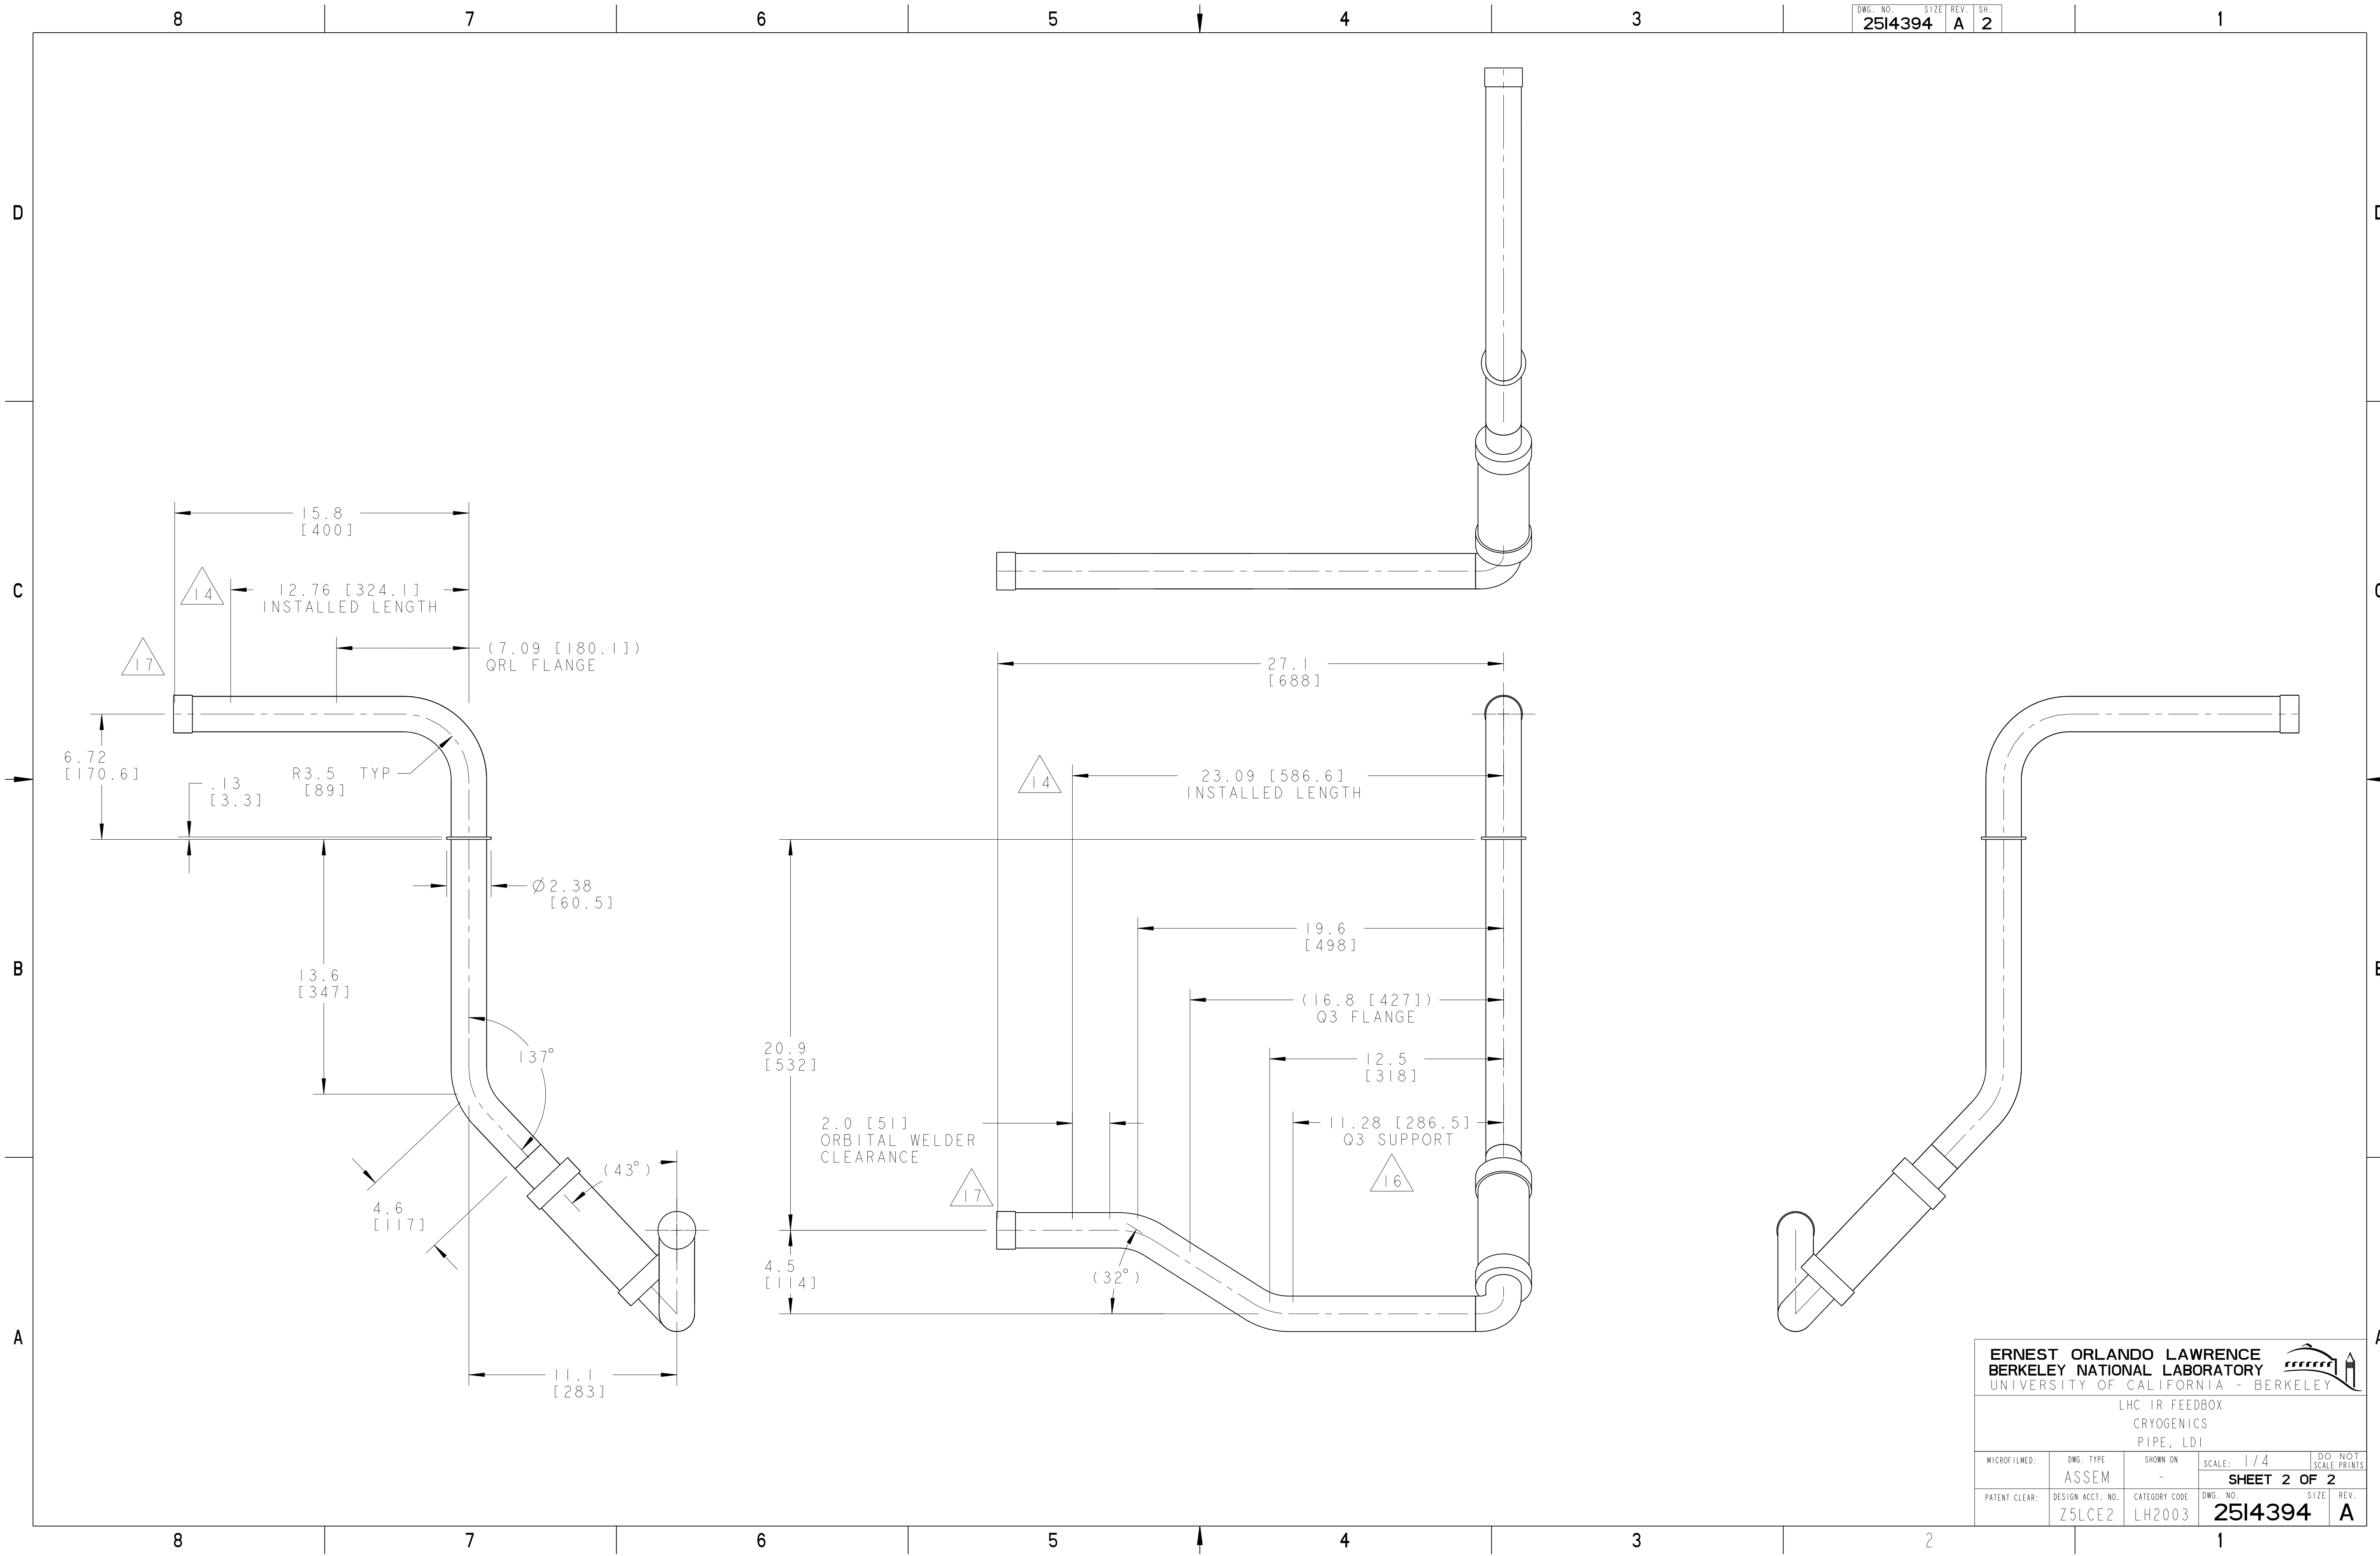 8 7 6 5 4 3 1
DWG. NO. SIZE REV. SH.
2514394 A 2
D
D
15.8
[400]
C
14
12.76 [324.1]
INSTALLED LENGTH
17
(7.09 [180.1])
QRL FLANGE
27.1
[688]
6.72
[170.6]
.13
[3.3]
R3.5 TYP
[89]
14
23.09 [586.6]
INSTALLED LENGTH
Ø2.38
[60.5]
19.6
[498]
B
13.6
[347]
(16.8 [427])
Q3 FLANGE
137°
20.9
[532]
12.5
[318]
2.0 [51]
ORBITAL WELDER
CLEARANCE
11.28 [286.5]
Q3 SUPPORT
16
(43°)
17
4.6
[117]
4.5
[114]
(32°)
A
11.1
[283]
ERNEST ORLANDO LAWRENCE
BERKELEY NATIONAL LABORATORY
UNIVERSITY OF CALIFORNIA - BERKELEY
LHC IR FEEDBOX
CRYOGENICS
PIPE, LD1
MICROFILMED: DWG. TYPE SHOWN ON SCALE: 1/4 DO NOT
SCALE PRINTS
ASSEM - SHEET 2 OF 2
PATENT CLEAR: DESIGN ACCT. NO. CATEGORY CODE DWG. NO. SIZE REV.
Z5LCE2 LH2003 2514394 A
8 7 6 5 4 3 2 1